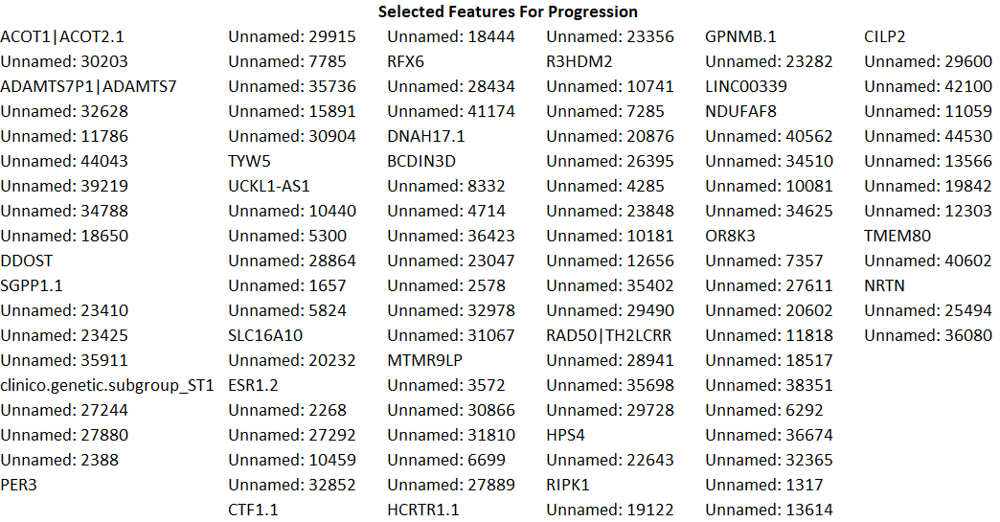 Selected Features For Progression
ACOT1|ACOT2.1 Unnamed: 29915 Unnamed: 18444 Unnamed: 23356 GPNMB.1 CILP2
Unnamed: 30203 Unnamed: 7785 RFX6 R3HDM2 Unnamed: 23282 Unnamed: 29600
ADAMTS7P1|ADAMTS7 Unnamed: 35736 Unnamed: 28434 Unnamed: 10741 LINC00339 Unnamed: 42100
Unnamed: 32628 Unnamed: 15891 Unnamed: 41174 Unnamed: 7285 NDUFAF8 Unnamed: 11059
Unnamed: 11786 Unnamed: 30904 DNAH17.1 Unnamed: 20876 Unnamed: 40562 Unnamed: 44530
Unnamed: 44043 TYW5 BCDIN3D Unnamed: 26395 Unnamed: 34510 Unnamed: 13566
Unnamed: 39219 UCKL1-AS1 Unnamed: 8332 Unnamed: 4285 Unnamed: 10081 Unnamed: 19842
Unnamed: 34788 Unnamed: 10440 Unnamed: 4714 Unnamed: 23848 Unnamed: 34625 Unnamed: 12303
Unnamed: 18650 Unnamed: 5300 Unnamed: 36423 Unnamed: 10181 OR8K3 TMEM80
DDOST Unnamed: 28864 Unnamed: 23047 Unnamed: 12656 Unnamed: 7357 Unnamed: 40602
SGPP1.1 Unnamed: 1657 Unnamed: 2578 Unnamed: 35402 Unnamed: 27611 NRTN
Unnamed: 23410 Unnamed: 5824 Unnamed: 32978 Unnamed: 29490 Unnamed: 20602 Unnamed: 25494
Unnamed: 23425 SLC16A10 Unnamed: 31067 RAD50|TH2LCRR Unnamed: 11818 Unnamed: 36080
Unnamed: 35911 Unnamed: 20232 MTMR9LP Unnamed: 28941 Unnamed: 18517
clinico.genetic.subgroup_ST1 ESR1.2 Unnamed: 3572 Unnamed: 35698 Unnamed: 38351
Unnamed: 27244 Unnamed: 2268 Unnamed: 30866 Unnamed: 29728 Unnamed: 6292
Unnamed: 27880 Unnamed: 27292 Unnamed: 31810 HPS4 Unnamed: 36674
Unnamed: 2388 Unnamed: 10459 Unnamed: 6699 Unnamed: 22643 Unnamed: 32365
PER3 Unnamed: 32852 Unnamed: 27889 RIPK1 Unnamed: 1317
CTF1.1 HCRTR1.1 Unnamed: 19122 Unnamed: 13614